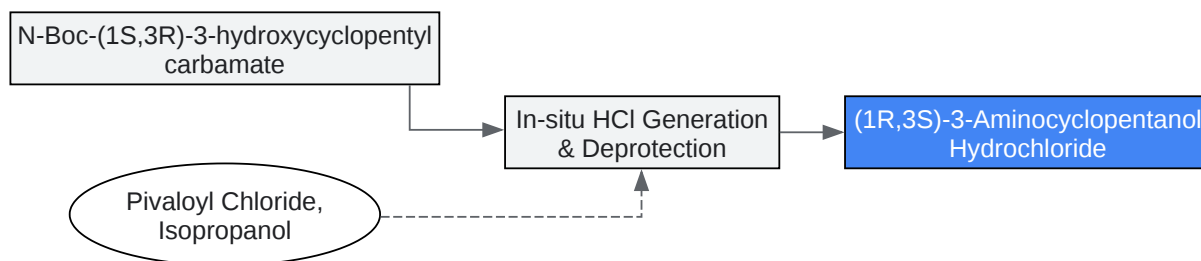 N-Boc-(1S,3R)-3-hydroxycyclopentyl
carbamate
In-situ HCl Generation
& Deprotection
(1R,3S)-3-Aminocyclopentanol
Hydrochloride
Pivaloyl Chloride,
Isopropanol